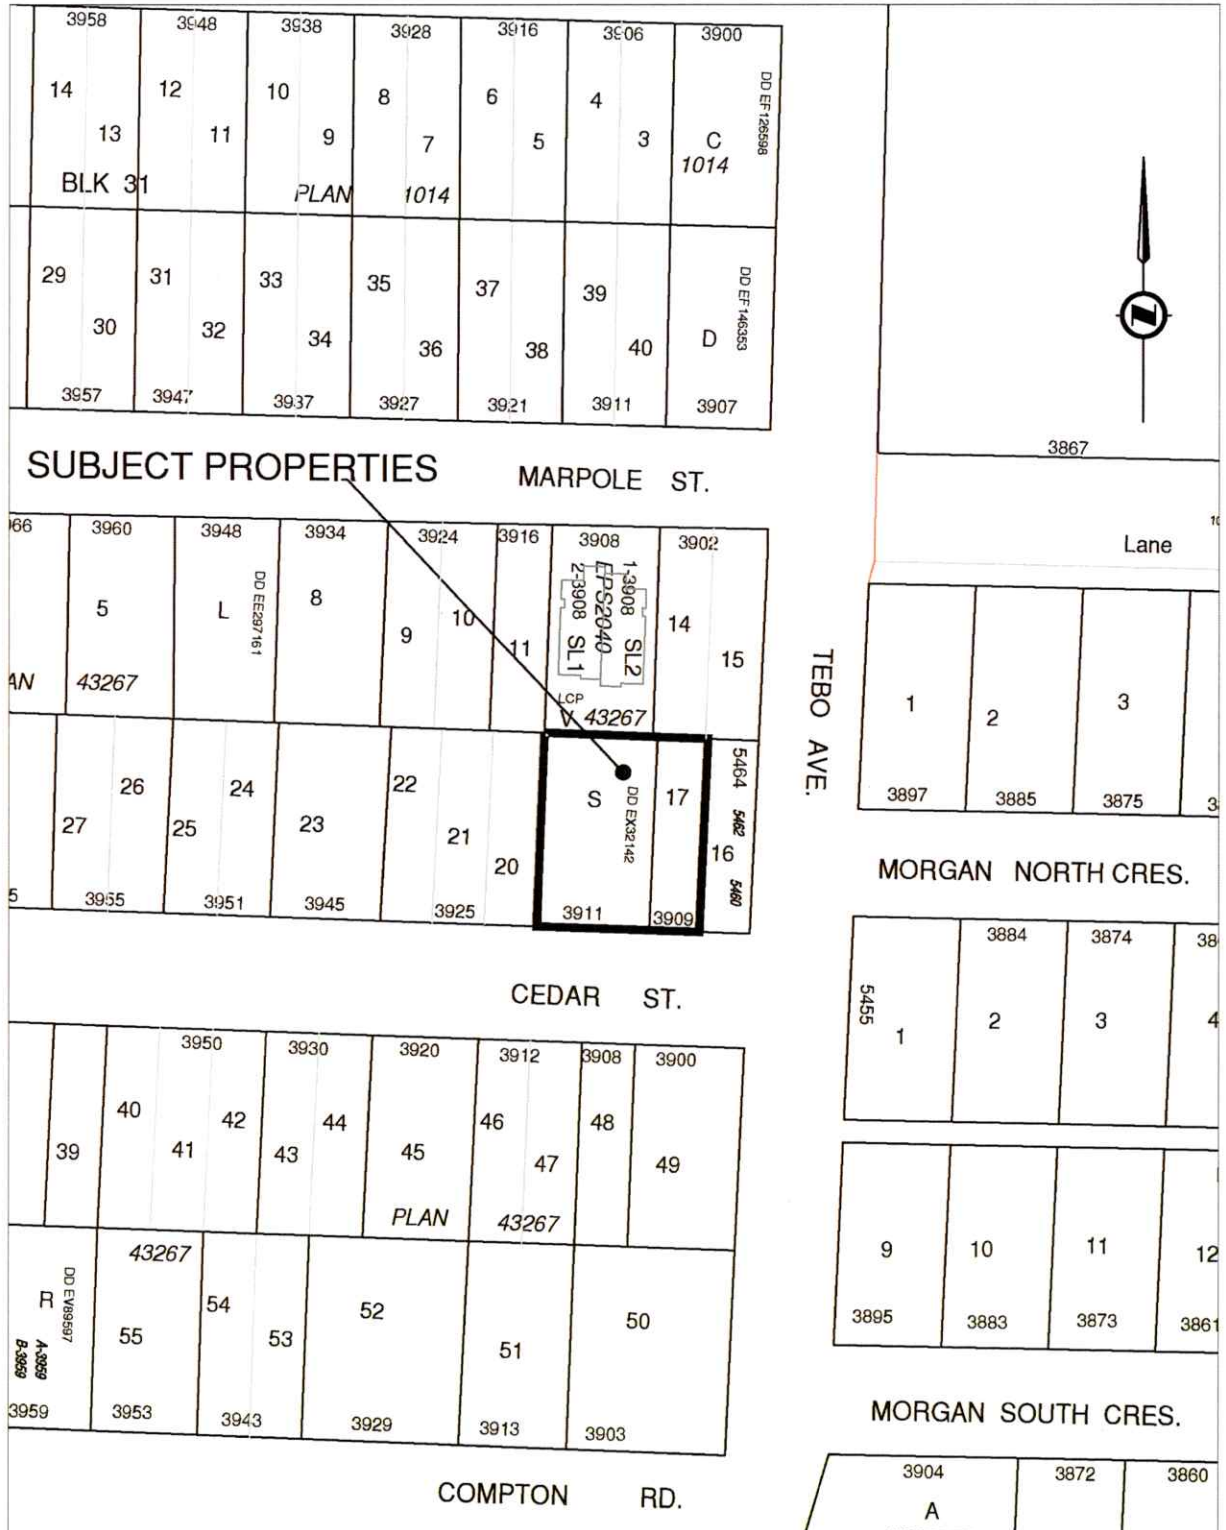 3958 3948 3938 3928 3916 3906 3900
14 12 10 8 6 4
13 11 9 7 5 3 C
DD EF126598
1014
BLK 31 PLAN 1014
29 31 33 35 37 39
30 32 34 36 38 40 D
DD EF146353
3957 3947 3937 3927 3921 3911 3907
3867
SUBJECT PROPERTIES MARPOLE ST.
Lane
3960 3948 3934 3924 3916 3908 3902
5 L 8 9 10 11 14 15
DD EE297161
1-3908 SL2
EPS2040
2-3908 SL1
43267
LCP
V 43267
TEBO AVE.
1 2 3
3897 3885 3875
27 26 25 24 23 22 21 20 S 17 16
DD EX32142
5464 5462 5460
3955 3951 3945 3925 3911 3909
MORGAN NORTH CRES.
CEDAR ST.
3884 3874
5455
1 2 3 4
3950 3930 3920 3912 3908 3900
39 40 41 42 43 44 45 46 47 48 49
PLAN 43267
43267
9 10 11 12
3895 3883 3873 3861
R
DD EV89597
A-3959
B-3959
55 54 53 52 51 50
3959 3953 3943 3929 3913 3903
MORGAN SOUTH CRES.
3904 3872 3860
A
COMPTON RD.